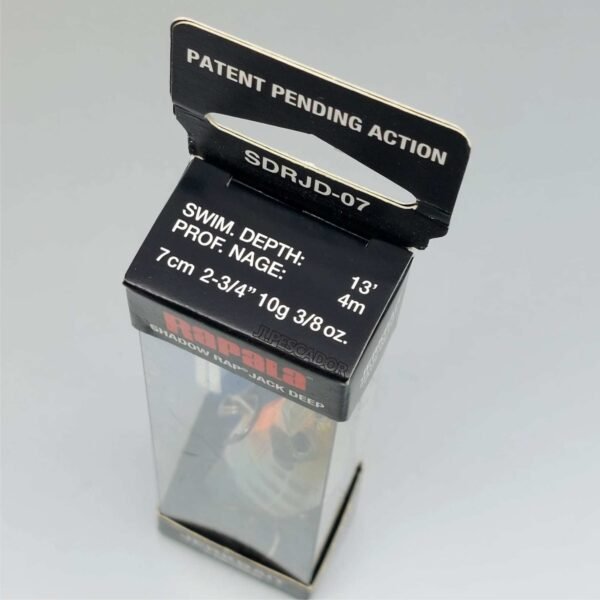 PATENT PENDING ACTION
SDRJD-07
SWIM. DEPTH: 13'
PROF. NAGE: 4m
7cm 2-3/4" 10g 3/8 oz.
JLPESCADOR
Rapala
SHADOW RAP® JACK DEEP